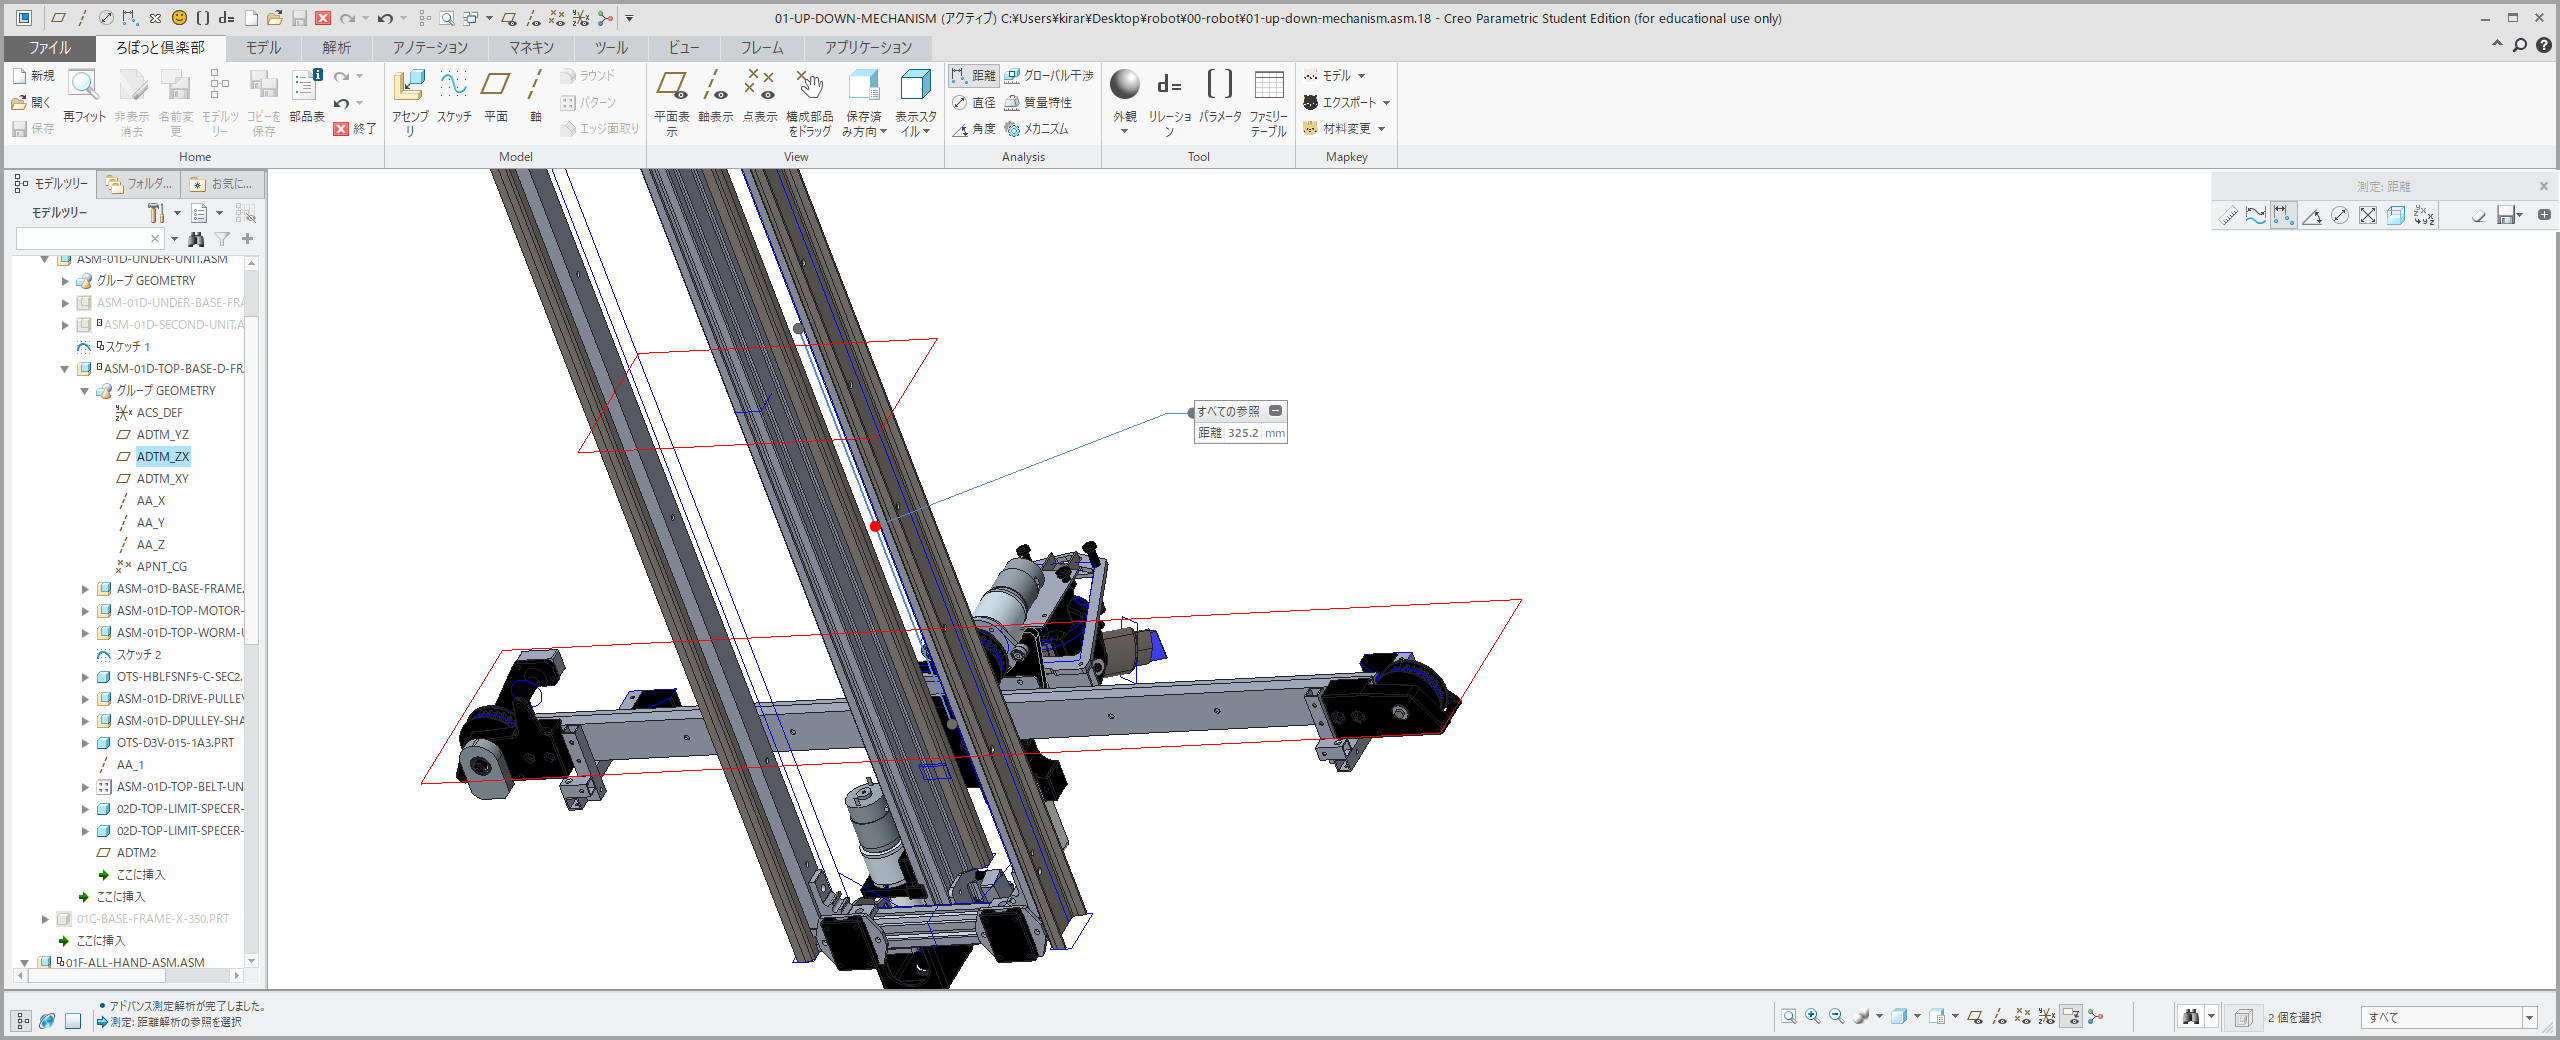 01-UP-DOWN-MECHANISM (アクティブ) C:¥Users¥kirar¥Desktop¥robot¥00-robot¥01-up-down-mechanism.asm.18 - Creo Parametric Student Edition (for educational use only)
ファイル ろぼっと倶楽部 モデル 解析 アノテーション マネキン ツール ビュー フレーム アプリケーション
新規
開く
保存
再フィット
非表示
消去
名前変
更
モデルツ
リー
コピーを
保存
部品表
終了
アセンブ
リ
スケッチ
平面
軸
ラウンド
パターン
エッジ面取り
平面表
示
軸表示
点表示
構成部品
をドラッグ
保存済
み方向
表示スタ
イル
距離
直径
角度
グローバル干渉
質量特性
メカニズム
外観
リレーショ
ン
パラメータ
ファミリー
テーブル
モデル
エクスポート
材料変更
Home Model View Analysis Tool Mapkey
モデルツリー フォルダ... お気に...
モデルツリー
ASM-01D-UNDER-UNIT.ASM
グループ GEOMETRY
ASM-01D-UNDER-BASE-FRA
ASM-01D-SECOND-UNIT.A
スケッチ 1
ASM-01D-TOP-BASE-D-FR
グループ GEOMETRY
ACS_DEF
ADTM_YZ
ADTM_ZX
ADTM_XY
AA_X
AA_Y
AA_Z
APNT_CG
ASM-01D-BASE-FRAME.
ASM-01D-TOP-MOTOR-
ASM-01D-TOP-WORM-U
スケッチ 2
OTS-HBLFSNF5-C-SEC2.
ASM-01D-DRIVE-PULLEY
ASM-01D-DPULLEY-SHA
OTS-D3V-015-1A3.PRT
AA_1
ASM-01D-TOP-BELT-UN
02D-TOP-LIMIT-SPECER-
02D-TOP-LIMIT-SPECER-
ADTM2
ここに挿入
ここに挿入
01C-BASE-FRAME-X-350.PRT
ここに挿入
01F-ALL-HAND-ASM.ASM
測定: 距離
すべての参照
距離 325.2 mm
アドバンス測定解析が完了しました。
測定: 距離解析の参照を選択
2 個を選択
すべて